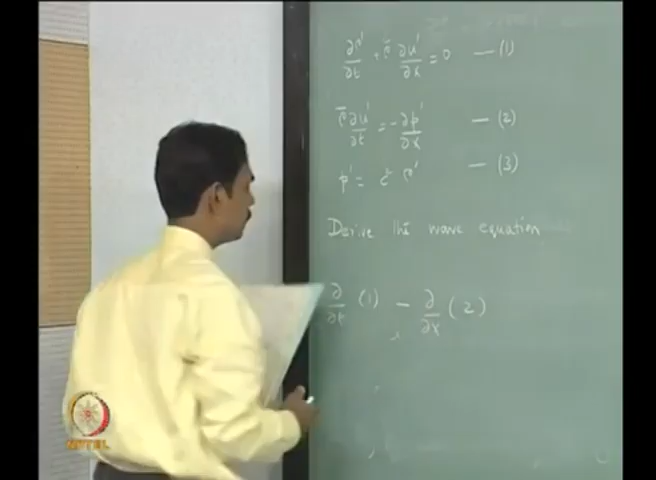 ∂ρ'/∂t + ρ̄ ∂u'/∂x = 0 — (1)
ρ̄ ∂u'/∂t = - ∂p'/∂x — (2)
p' = c² ρ' — (3)
Derive the wave equation
∂/∂t (1) - ∂/∂x (2)
NPTEL